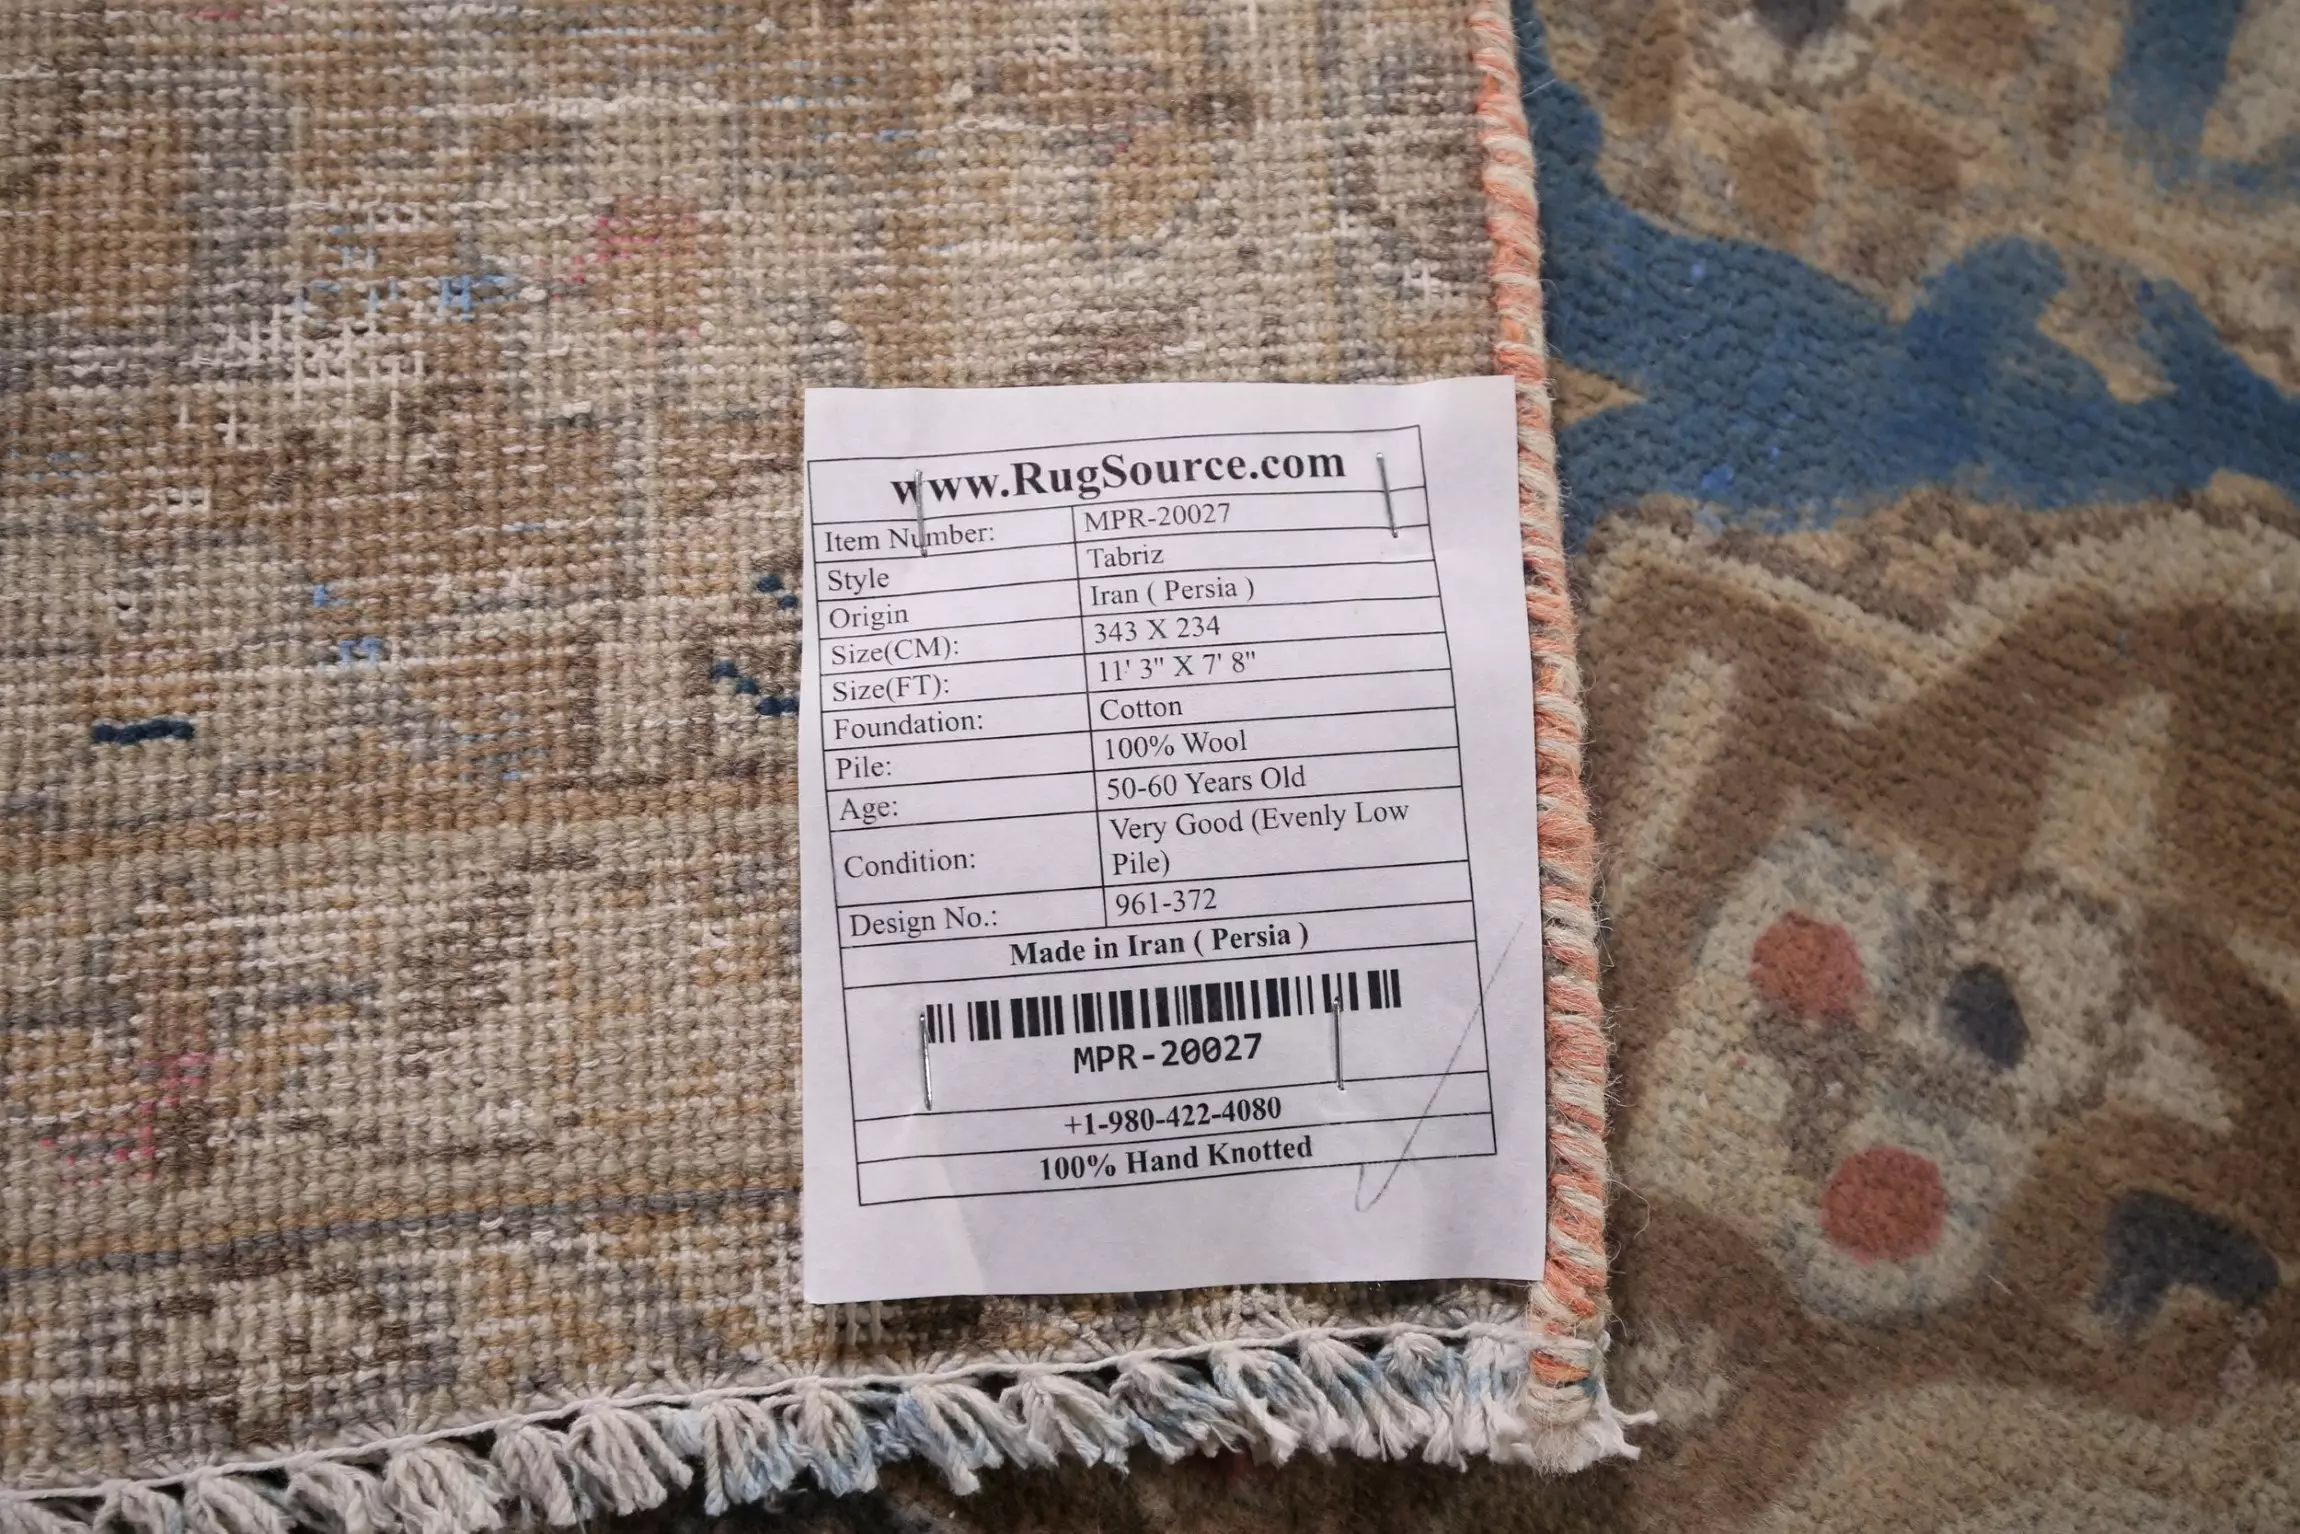 www.RugSource.com
Item Number: MPR-20027
Style Tabriz
Origin Iran ( Persia )
Size(CM): 343 X 234
Size(FT): 11' 3" X 7' 8"
Foundation: Cotton
Pile: 100% Wool
Age: 50-60 Years Old
Condition: Very Good (Evenly Low
Pile)
Design No.: 961-372
Made in Iran ( Persia )
MPR-20027
+1-980-422-4080
100% Hand Knotted